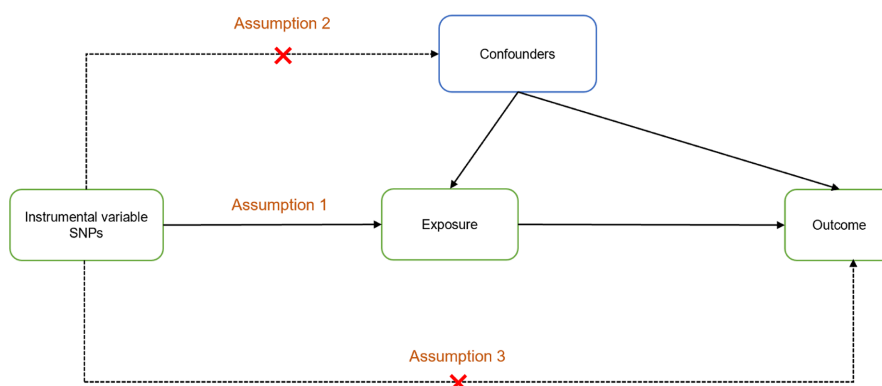 Assumption 2
Confounders
Instrumental variable
SNPs
Assumption 1
Exposure
Outcome
Assumption 3